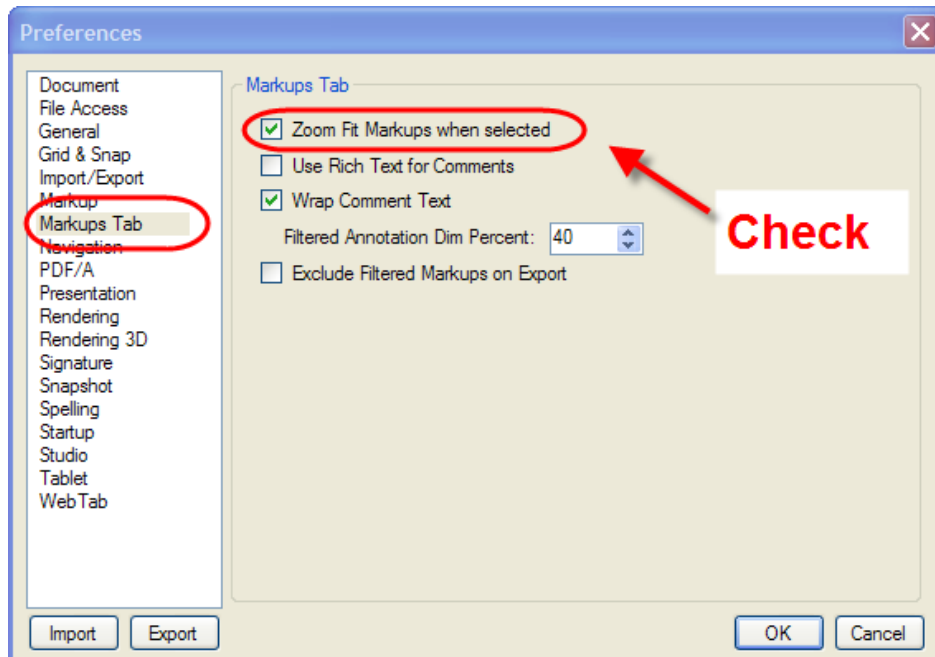 Preferences
Document
File Access
General
Grid & Snap
Import/Export
Markup
Markups Tab
Navigation
PDF/A
Presentation
Rendering
Rendering 3D
Signature
Snapshot
Spelling
Startup
Studio
Tablet
WebTab
Markups Tab
Zoom Fit Markups when selected
Use Rich Text for Comments
Wrap Comment Text
Filtered Annotation Dim Percent: 40
Exclude Filtered Markups on Export
Check
Import Export OK Cancel